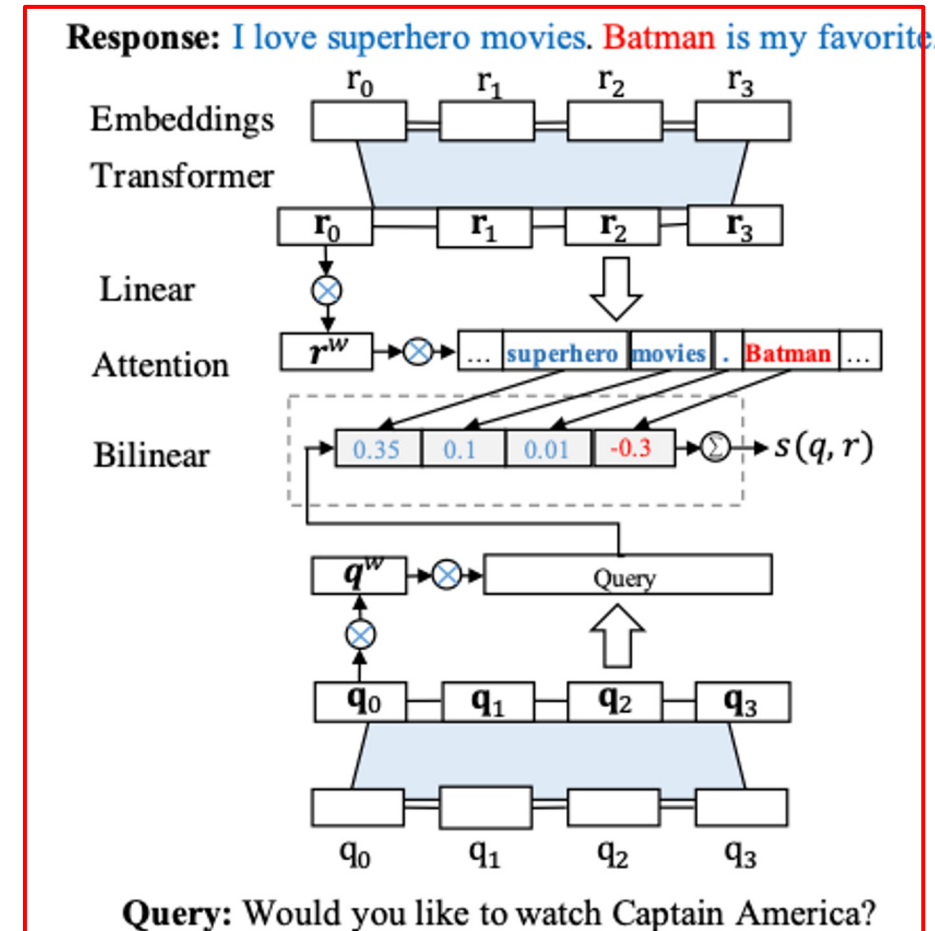 Response: I love superhero movies. Batman is my favorite.
r₀ r₁ r₂ r₃
Embeddings
Transformer
r₀ r₁ r₂ r₃
Linear
rʷ ... superhero movies . Batman ...
Attention
Bilinear 0.35 0.1 0.01 -0.3 Σ s(q, r)
qʷ Query
q₀ q₁ q₂ q₃
q₀ q₁ q₂ q₃
Query: Would you like to watch Captain America?